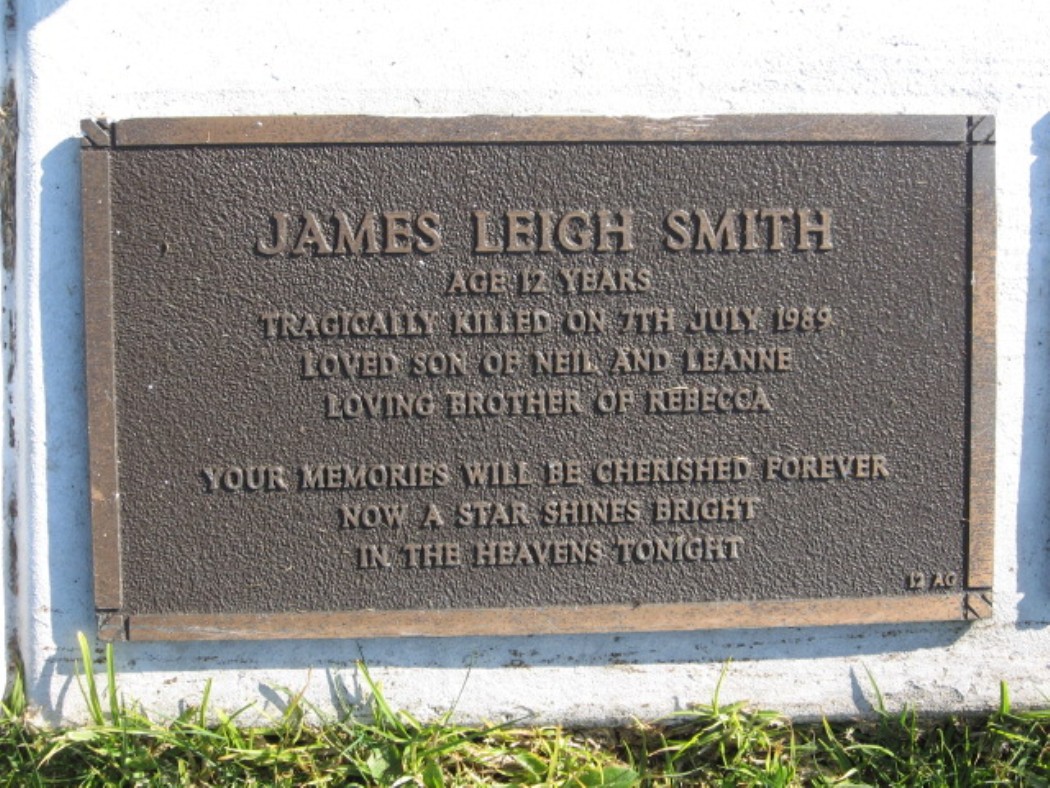 JAMES LEIGH SMITH
AGE 12 YEARS
TRAGICALLY KILLED ON 7TH JULY 1989
LOVED SON OF NEIL AND LEANNE
LOVING BROTHER OF REBECCA
YOUR MEMORIES WILL BE CHERISHED FOREVER
NOW A STAR SHINES BRIGHT
IN THE HEAVENS TONIGHT
12 AG